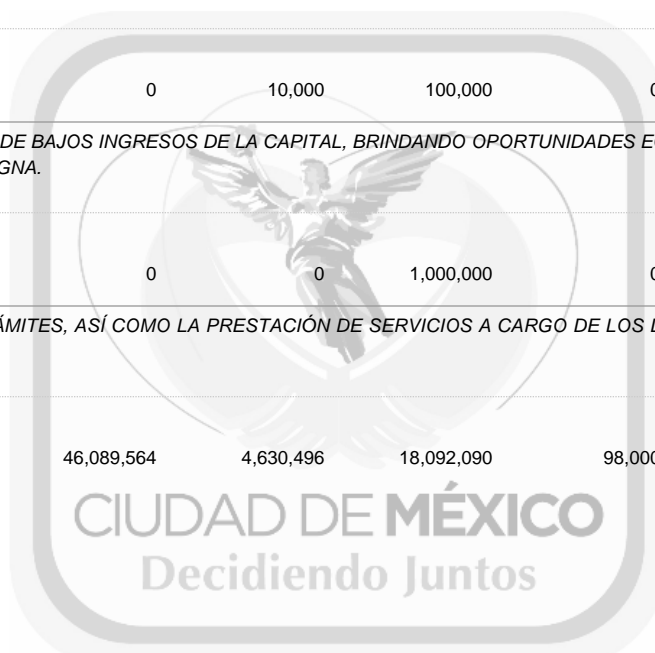 0 10,000 100,000
DE BAJOS INGRESOS DE LA CAPITAL, BRINDANDO OPORTUNIDADES
GNA.
0 0 1,000,000
ÁMITES, ASÍ COMO LA PRESTACIÓN DE SERVICIOS A CARGO DE LOS
46,089,564 4,630,496 18,092,090 98,000
CIUDAD DE MÉXICO
Decidiendo Juntos